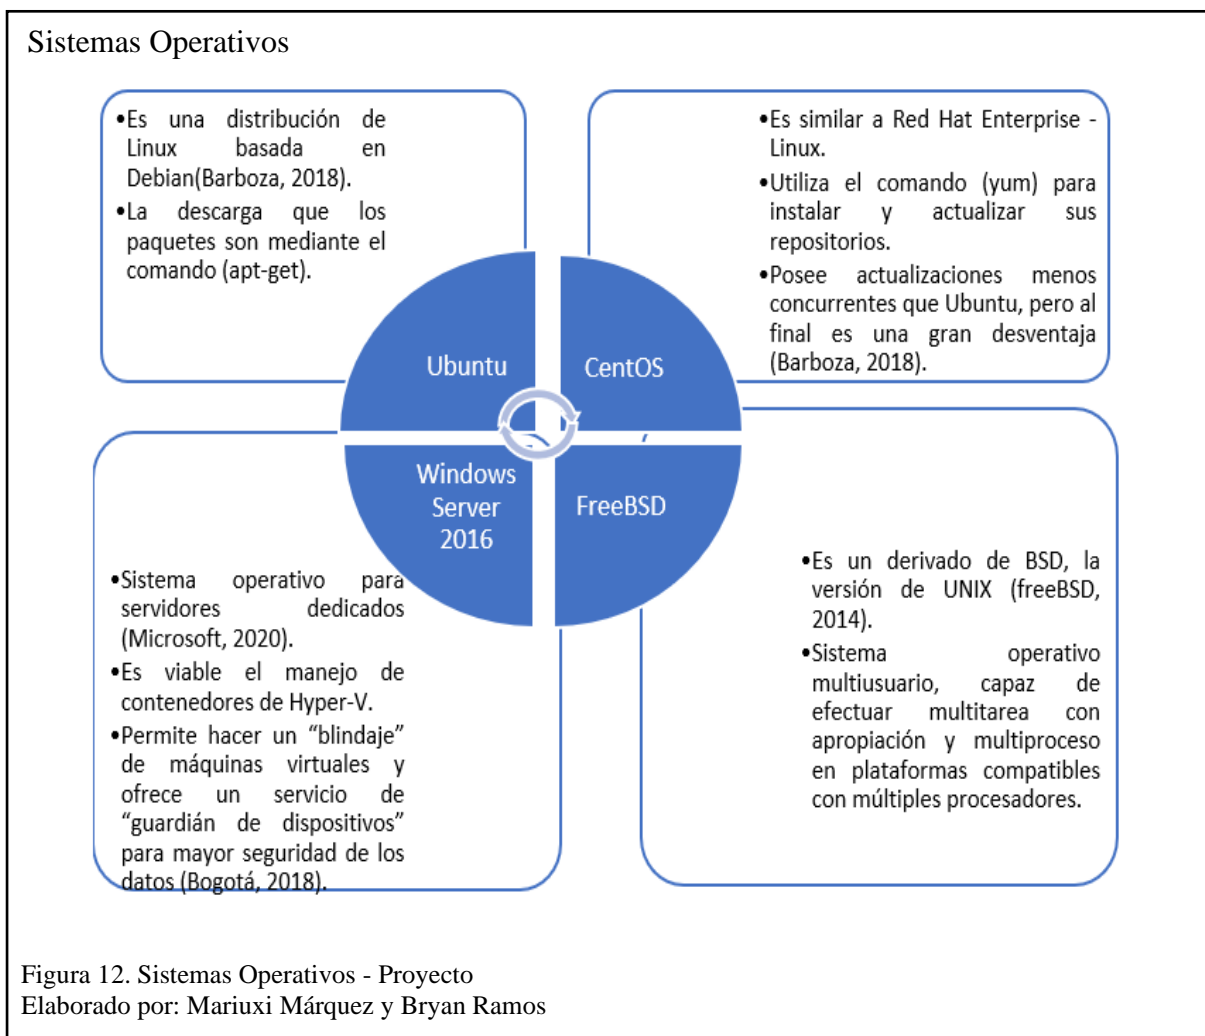 Sistemas Operativos
•Es una distribución de
Linux basada en
Debian(Barboza, 2018).
•La descarga que los
paquetes son mediante el
comando (apt-get).
•Es similar a Red Hat Enterprise -
Linux.
•Utiliza el comando (yum) para
instalar y actualizar sus
repositorios.
•Posee actualizaciones menos
concurrentes que Ubuntu, pero al
final es una gran desventaja
(Barboza, 2018).
Ubuntu
CentOS
Windows
Server
2016
FreeBSD
•Sistema operativo para
servidores dedicados
(Microsoft, 2020).
•Es viable el manejo de
contenedores de Hyper-V.
•Permite hacer un “blindaje”
de máquinas virtuales y
ofrece un servicio de
“guardián de dispositivos”
para mayor seguridad de los
datos (Bogotá, 2018).
•Es un derivado de BSD, la
versión de UNIX (freeBSD,
2014).
•Sistema operativo
multiusuario, capaz de
efectuar multitarea con
apropiación y multiproceso
en plataformas compatibles
con múltiples procesadores.
Figura 12. Sistemas Operativos - Proyecto
Elaborado por: Mariuxi Márquez y Bryan Ramos